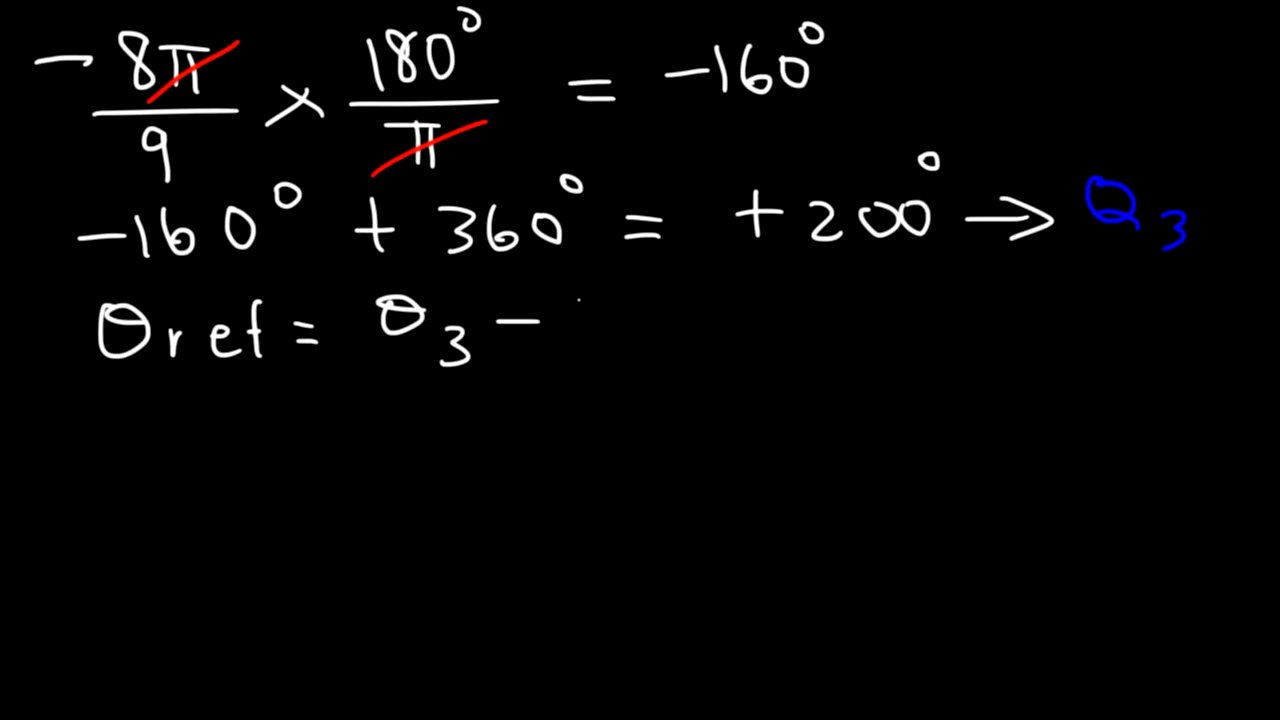 - 8π/9 × 180°/π = -160°
-160° + 360° = +200° → Q3
θref = θ3 -